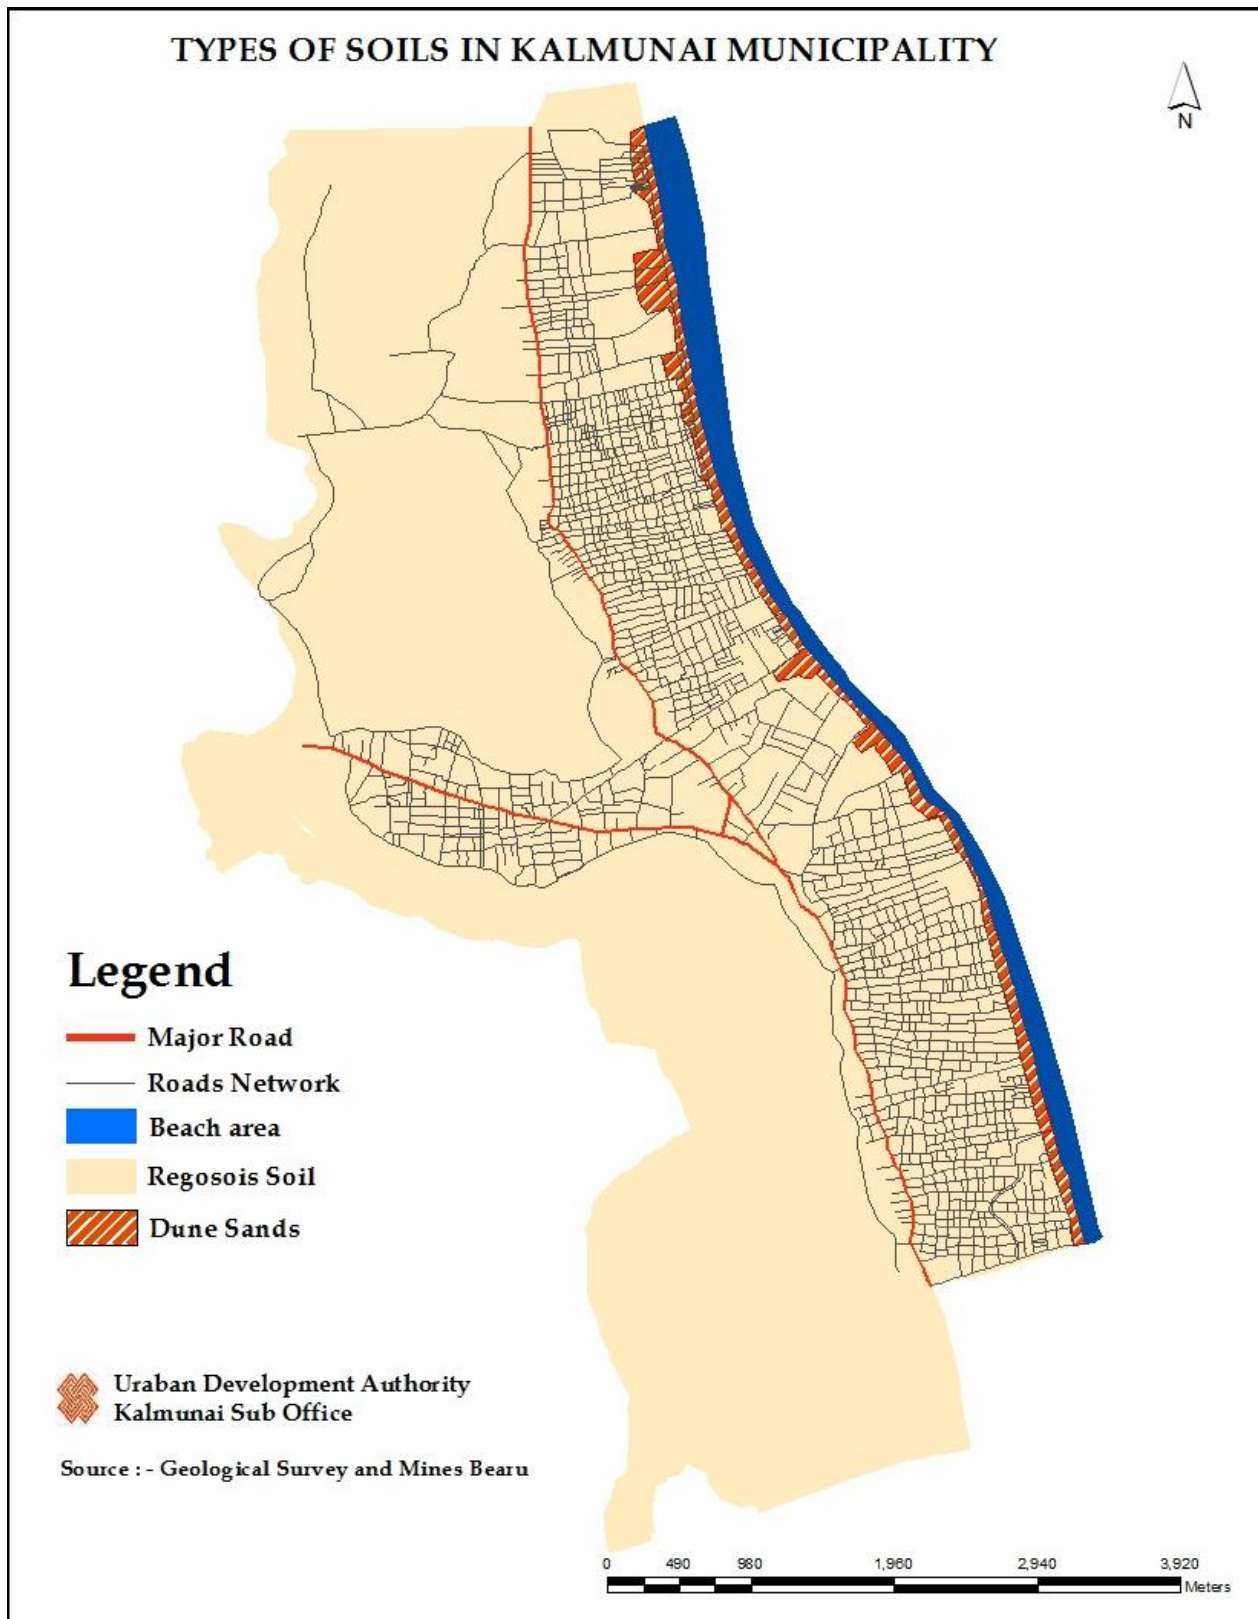 TYPES OF SOILS IN KALMUNAI MUNICIPALITY
N
Legend
Major Road
Roads Network
Beach area
Regosois Soil
Dune Sands
Uraban Development Authority
Kalmunai Sub Office
Source : - Geological Survey and Mines Bearu
0 490 980 1,960 2,940 3,920
Meters